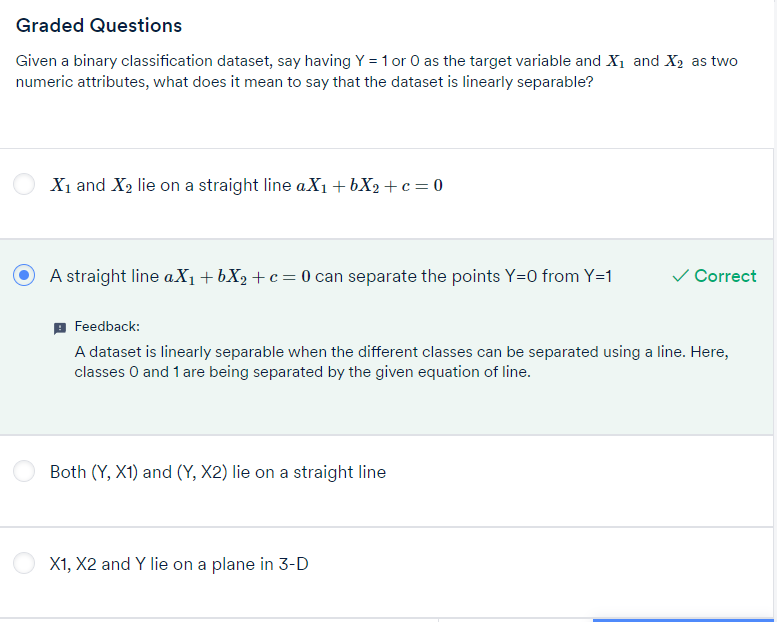 Graded Questions
Given a binary classification dataset, say having Y = 1 or 0 as the target variable and X₁ and X₂ as two
numeric attributes, what does it mean to say that the dataset is linearly separable?
X₁ and X₂ lie on a straight line aX₁ + bX₂ + c = 0
A straight line aX₁ + bX₂ + c = 0 can separate the points Y=0 from Y=1
Correct
Feedback:
A dataset is linearly separable when the different classes can be separated using a line. Here,
classes 0 and 1 are being separated by the given equation of line.
Both (Y, X1) and (Y, X2) lie on a straight line
X1, X2 and Y lie on a plane in 3-D